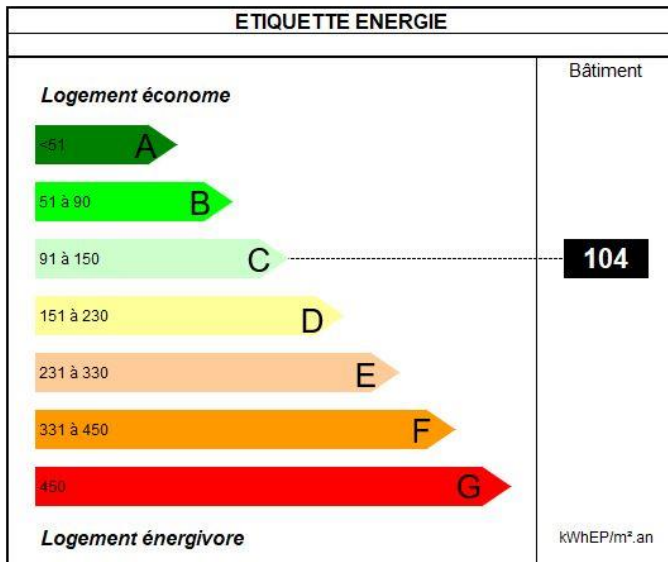 ETIQUETTE ENERGIE
Bâtiment
Logement économe
<51 A
51 à 90 B
91 à 150 C 104
151 à 230 D
231 à 330 E
331 à 450 F
450 G
Logement énergivore
kWhEP/m².an